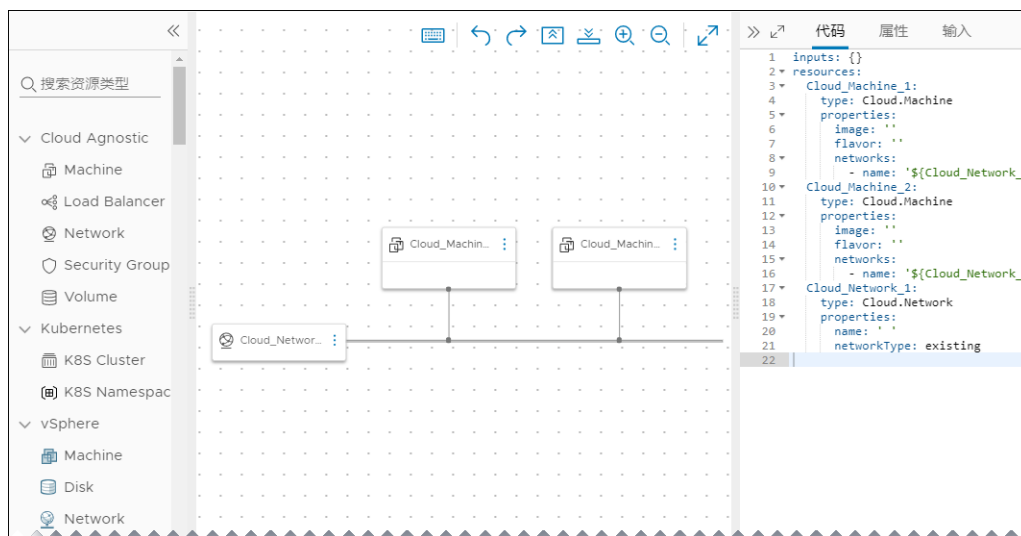 搜索资源类型
Cloud Agnostic
Machine
Load Balancer
Network
Security Group
Volume
Kubernetes
K8S Cluster
K8S Namespac
vSphere
Machine
Disk
Network
Cloud_Machin...
Cloud_Machin...
Cloud_Networ...
代码 属性 输入
1 inputs: {}
2 resources:
3 Cloud_Machine_1:
4 type: Cloud.Machine
5 properties:
6 image: ''
7 flavor: ''
8 networks:
9 - name: '${Cloud_Network_
10 Cloud_Machine_2:
11 type: Cloud.Machine
12 properties:
13 image: ''
14 flavor: ''
15 networks:
16 - name: '${Cloud_Network_
17 Cloud_Network_1:
18 type: Cloud.Network
19 properties:
20 name: ' '
21 networkType: existing
22